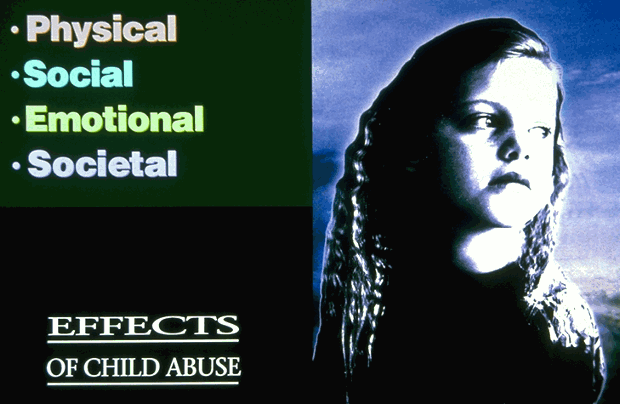 · Physical
· Social
· Emotional
· Societal
EFFECTS
OF CHILD ABUSE